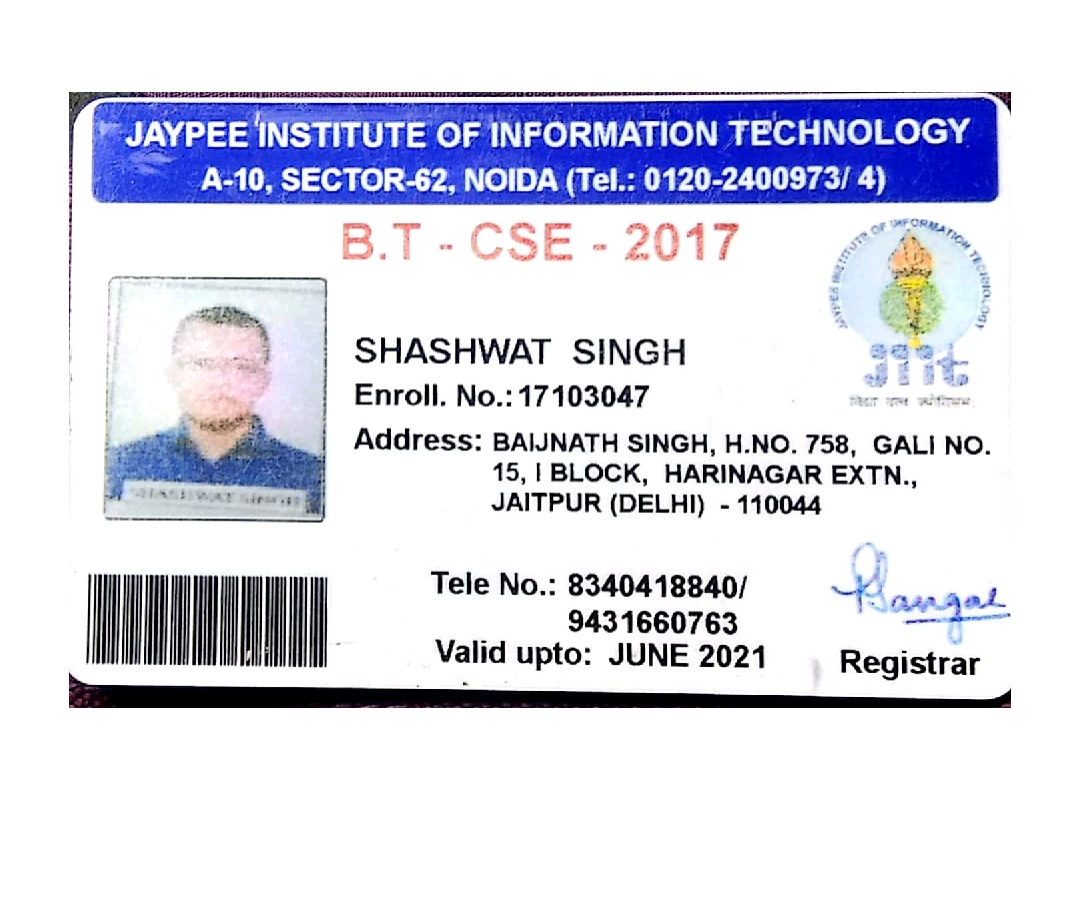 JAYPEE INSTITUTE OF INFORMATION TECHNOLOGY
A-10, SECTOR-62, NOIDA (Tel.: 0120-2400973/ 4)
B.T - CSE - 2017
JAYPEE INSTITUTE OF INFORMATION TECHNOLOGY
jiit
SHASHWAT SINGH
Enroll. No.: 17103047
Address: BAIJNATH SINGH, H.NO. 758, GALI NO.
15, I BLOCK, HARINAGAR EXTN.,
JAITPUR (DELHI) - 110044
SHASHWAT SINGH
Tele No.: 8340418840/
9431660763
Valid upto: JUNE 2021
Registrar